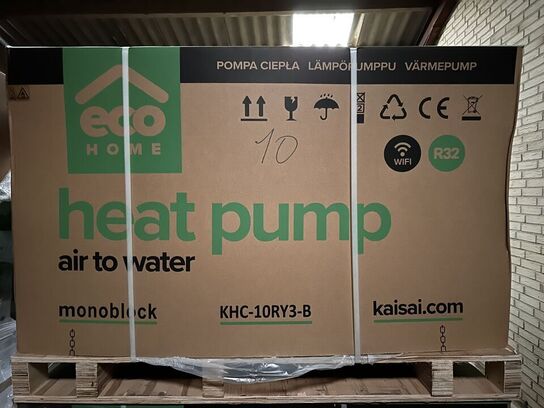 POMPA CIEPŁA LÄMPÖPUMPPU VÄRMEPUMP
eco
HOME
10
CE
WIFI
R32
heat pump
air to water
monoblock KHC-10RY3-B kaisai.com